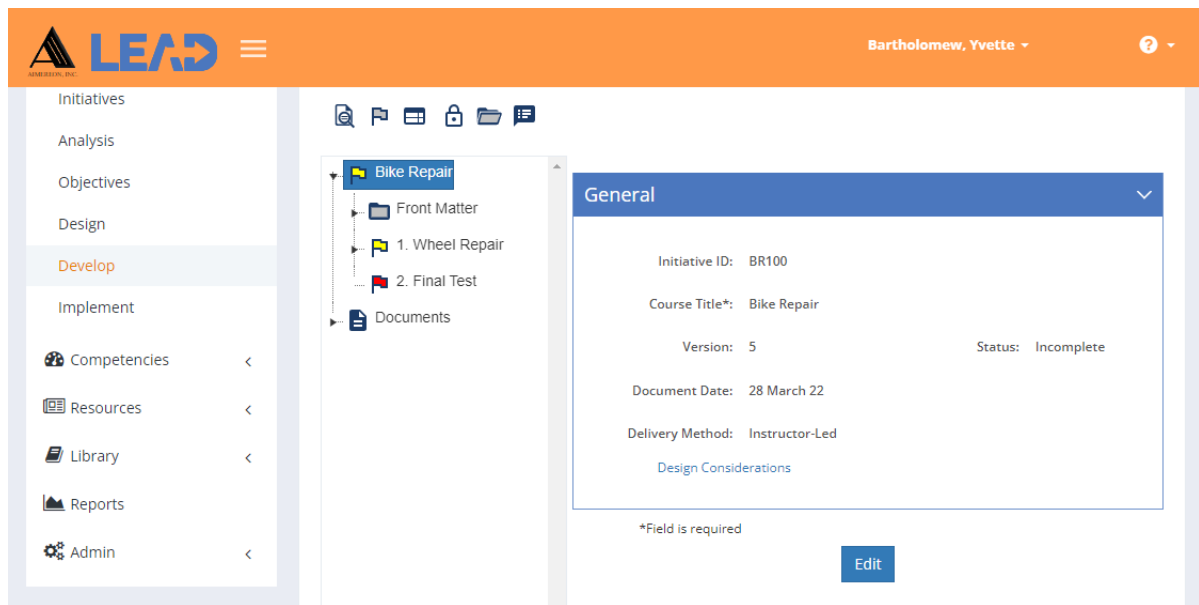 AIMEREON, INC
LEAD
Bartholomew, Yvette
?
Initiatives
Analysis
Objectives
Design
Develop
Implement
Competencies
Resources
Library
Reports
Admin
Bike Repair
Front Matter
1. Wheel Repair
2. Final Test
Documents
General
Initiative ID: BR100
Course Title*: Bike Repair
Version: 5 Status: Incomplete
Document Date: 28 March 22
Delivery Method: Instructor-Led
Design Considerations
*Field is required
Edit